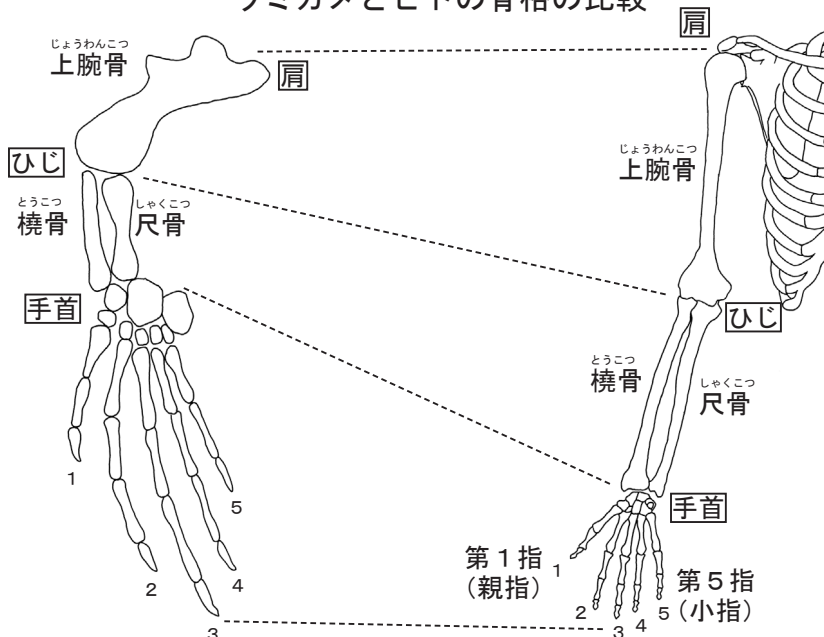 ウミガメとヒトの骨格の比較
じょうわんこつ
上腕骨
肩
ひじ
とうこつ
橈骨
しゃくこつ
尺骨
手首
1
2
3
4
5
肩
じょうわんこつ
上腕骨
ひじ
とうこつ
橈骨
しゃくこつ
尺骨
手首
第1指
(親指)
1
2
3
4
5
第5指
(小指)